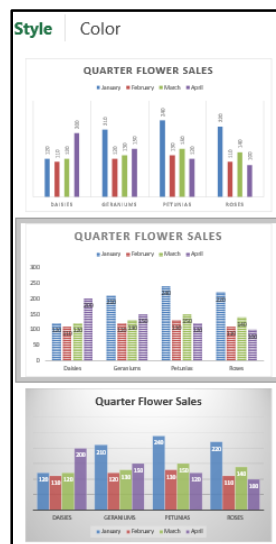 Style Color
QUARTER FLOWER SALES
January February March April
120 110 120 200 210 120 130 150 240 130 150 120 220 110 140 100
DAISIES GERANIUMS PETUNIAS ROSES
QUARTER FLOWER SALES
January February March April
300
250
200
150
100
50
0
120 110 120 200 210 120 130 150 240 130 150 120 220 110 140 100
Daisies Geraniums Petunias Roses
Quarter Flower Sales
120 110 120 200 210 120 130 150 240 130 150 120 220 110 140 100
DAISIES GERANIUMS PETUNIAS ROSES
January February March April